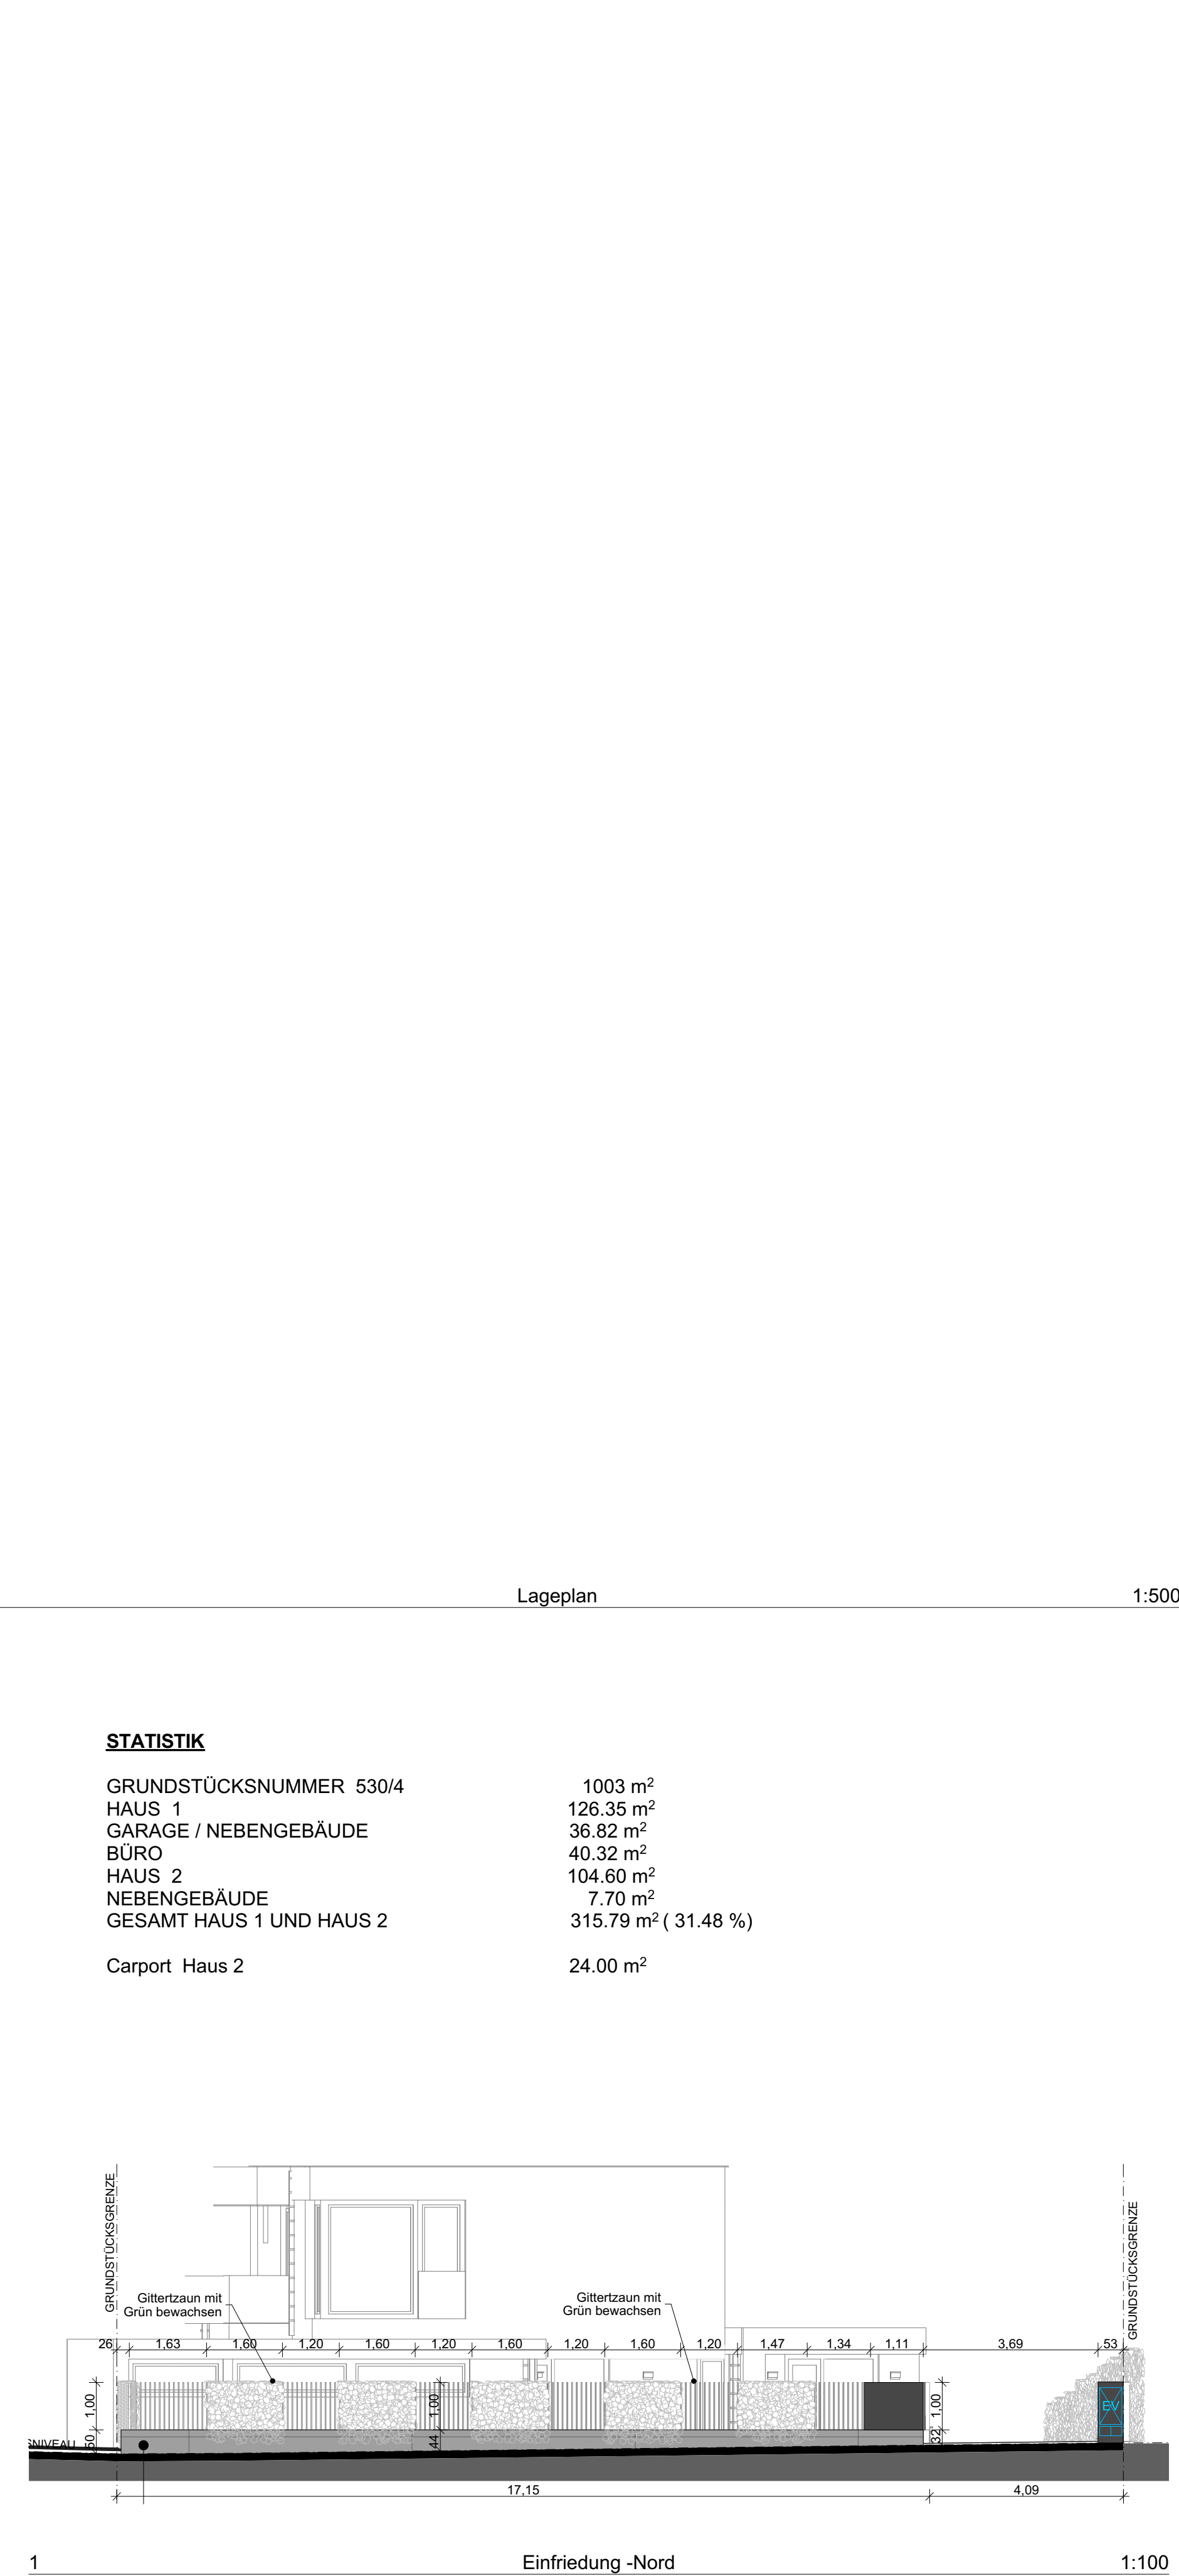 Lageplan 1:500
STATISTIK
GRUNDSTÜCKSNUMMER 530/4 1003 m²
HAUS 1 126.35 m²
GARAGE / NEBENGEBÄUDE 36.82 m²
BÜRO 40.32 m²
HAUS 2 104.60 m²
NEBENGEBÄUDE 7.70 m²
GESAMT HAUS 1 UND HAUS 2 315.79 m² ( 31.48 %)
Carport Haus 2 24.00 m²
GRUNDSTÜCKSGRENZE
GRUNDSTÜCKSGRENZE
Gittertzaun mit
Grün bewachsen
Gittertzaun mit
Grün bewachsen
26 1,63 1,60 1,20 1,60 1,20 1,60 1,20 1,60 1,20 1,47 1,34 1,11 3,69 53
1,00 1,00 1,00
EV
50 44 32
SNIVEAU
17,15 4,09
1 Einfriedung -Nord 1:100